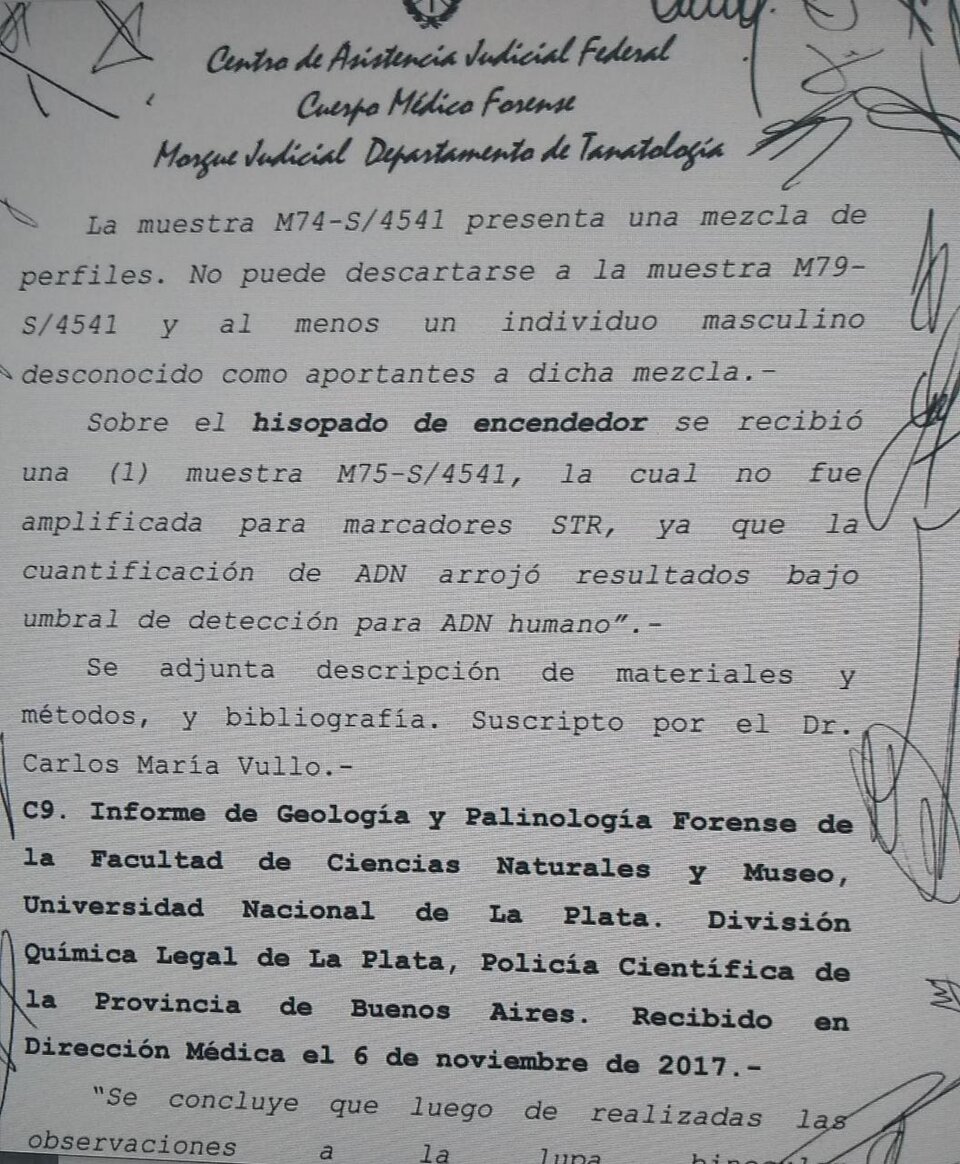 Centro de Asistencia Judicial Federal
Cuerpo Médico Forense
Morgue Judicial Departamento de Tanatología
La muestra M74-S/4541 presenta una mezcla de
perfiles. No puede descartarse a la muestra M79-
S/4541 y al menos un individuo masculino
desconocido como aportantes a dicha mezcla.-
Sobre el hisopado de encendedor se recibió
una (1) muestra M75-S/4541, la cual no fue
amplificada para marcadores STR, ya que la
cuantificación de ADN arrojó resultados bajo
umbral de detección para ADN humano".-
Se adjunta descripción de materiales y
métodos, y bibliografía. Suscripto por el Dr.
Carlos María Vullo.-
C9. Informe de Geología y Palinología Forense de
la Facultad de Ciencias Naturales y Museo,
Universidad Nacional de La Plata. División
Química Legal de La Plata, Policía Científica de
la Provincia de Buenos Aires. Recibido en
Dirección Médica el 6 de noviembre de 2017.-
"Se concluye que luego de realizadas las
observaciones a la lupa